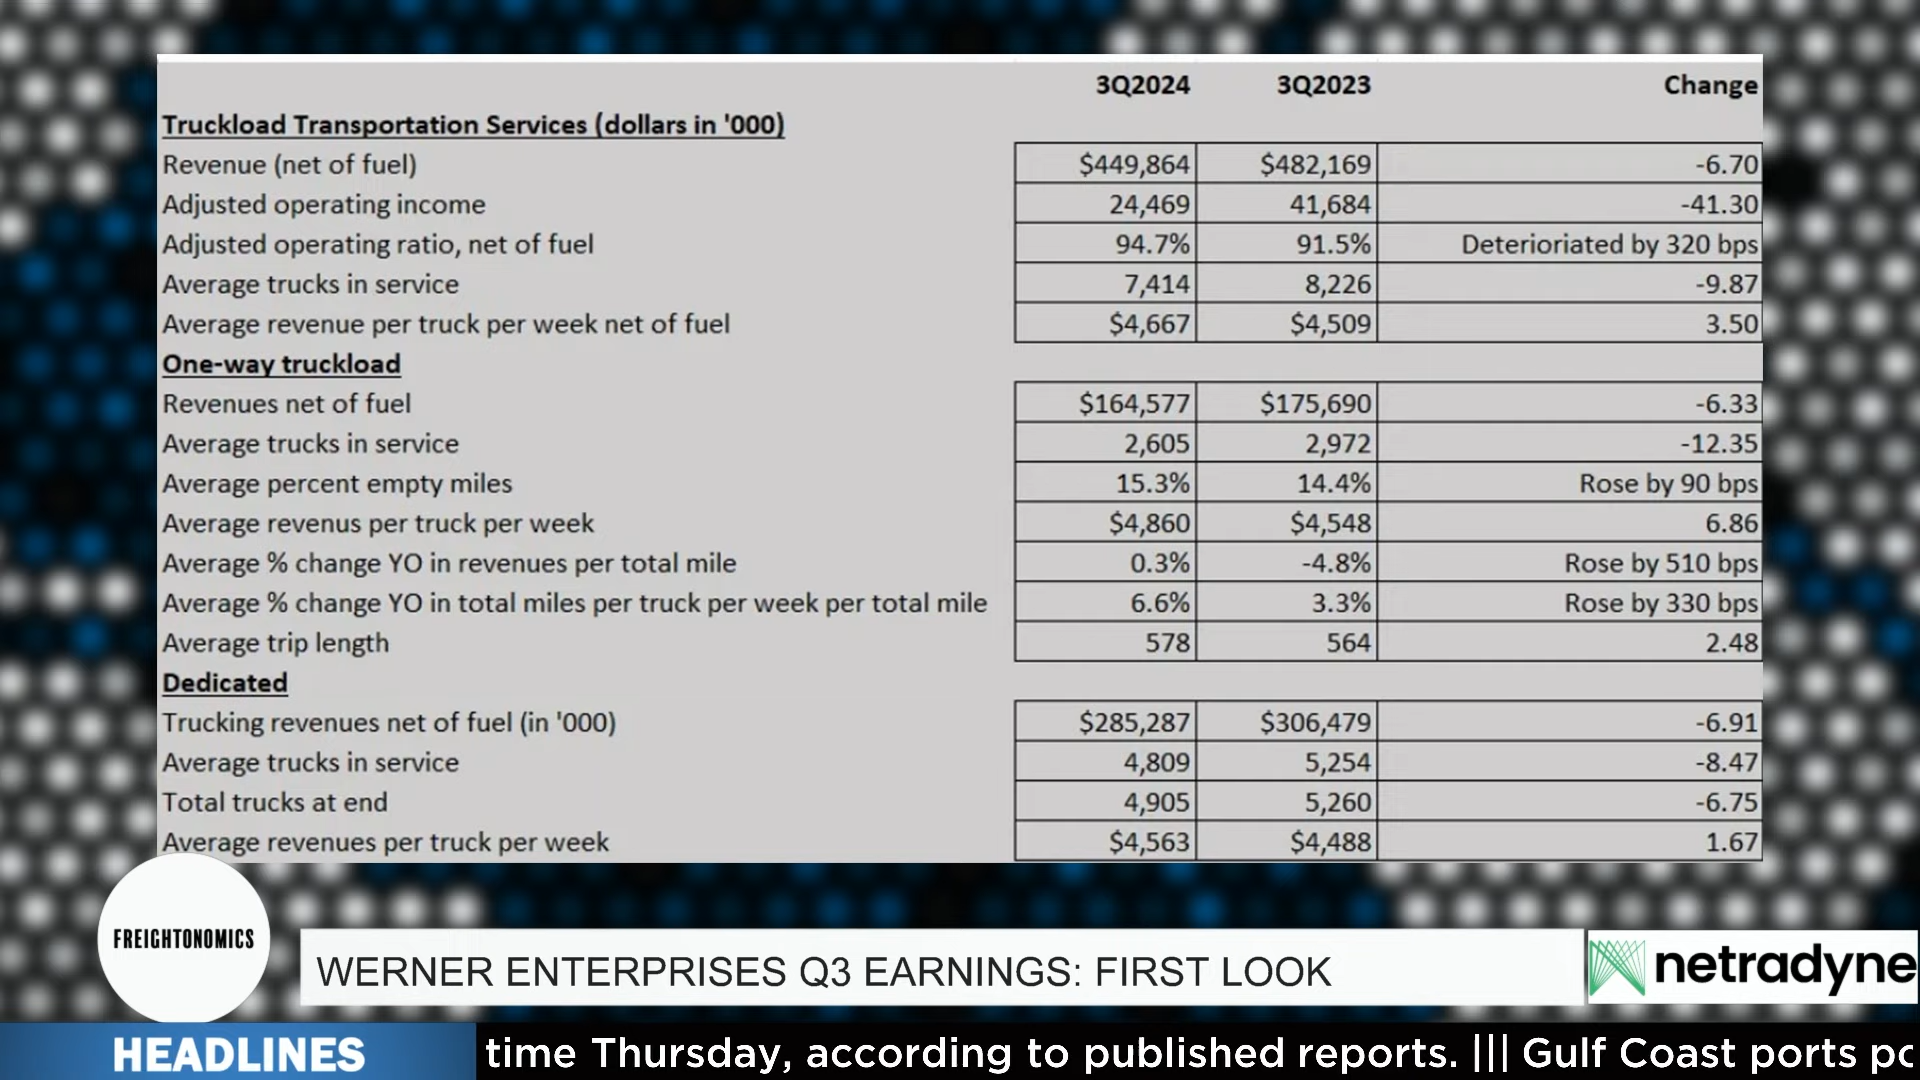 3Q2024 3Q2023 Change
Truckload Transportation Services (dollars in '000)
Revenue (net of fuel) $449,864 $482,169 -6.70
Adjusted operating income 24,469 41,684 -41.30
Adjusted operating ratio, net of fuel 94.7% 91.5% Deterioriated by 320 bps
Average trucks in service 7,414 8,226 -9.87
Average revenue per truck per week net of fuel $4,667 $4,509 3.50
One-way truckload
Revenues net of fuel $164,577 $175,690 -6.33
Average trucks in service 2,605 2,972 -12.35
Average percent empty miles 15.3% 14.4% Rose by 90 bps
Average revenus per truck per week $4,860 $4,548 6.86
Average % change YO in revenues per total mile 0.3% -4.8% Rose by 510 bps
Average % change YO in total miles per truck per week per total mile 6.6% 3.3% Rose by 330 bps
Average trip length 578 564 2.48
Dedicated
Trucking revenues net of fuel (in '000) $285,287 $306,479 -6.91
Average trucks in service 4,809 5,254 -8.47
Total trucks at end 4,905 5,260 -6.75
Average revenues per truck per week $4,563 $4,488 1.67
FREIGHTONOMICS
WERNER ENTERPRISES Q3 EARNINGS: FIRST LOOK
netradyne
HEADLINES
time Thursday, according to published reports. ||| Gulf Coast ports